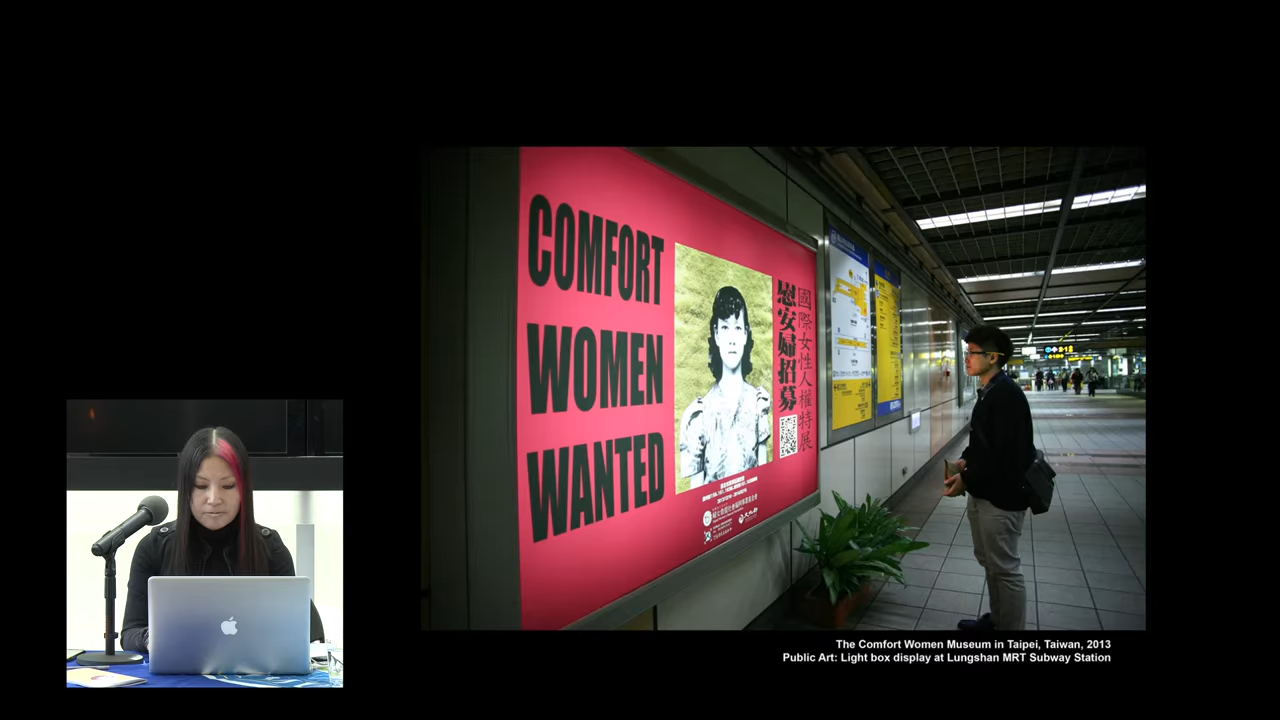 COMFORT
WOMEN
WANTED
慰安婦招募
國際女性人權特展
The Comfort Women Museum in Taipei, Taiwan, 2013
Public Art: Light box display at Lungshan MRT Subway Station